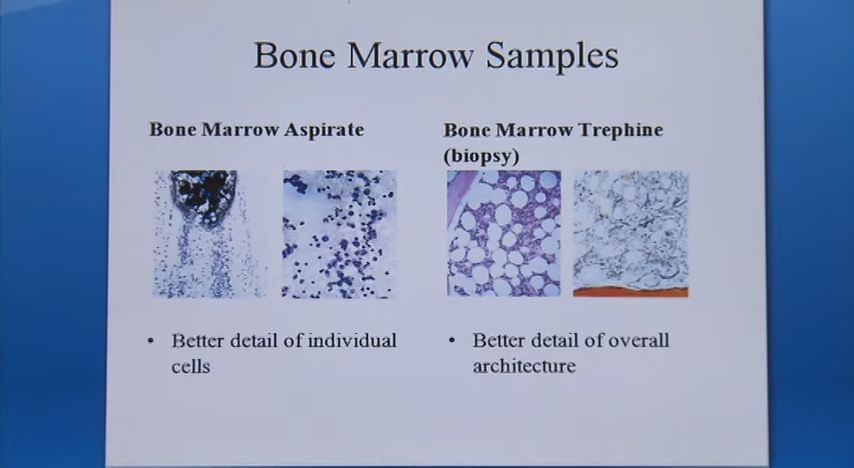 Bone Marrow Samples
Bone Marrow Aspirate
Bone Marrow Trephine
(biopsy)
• Better detail of individual
cells
• Better detail of overall
architecture